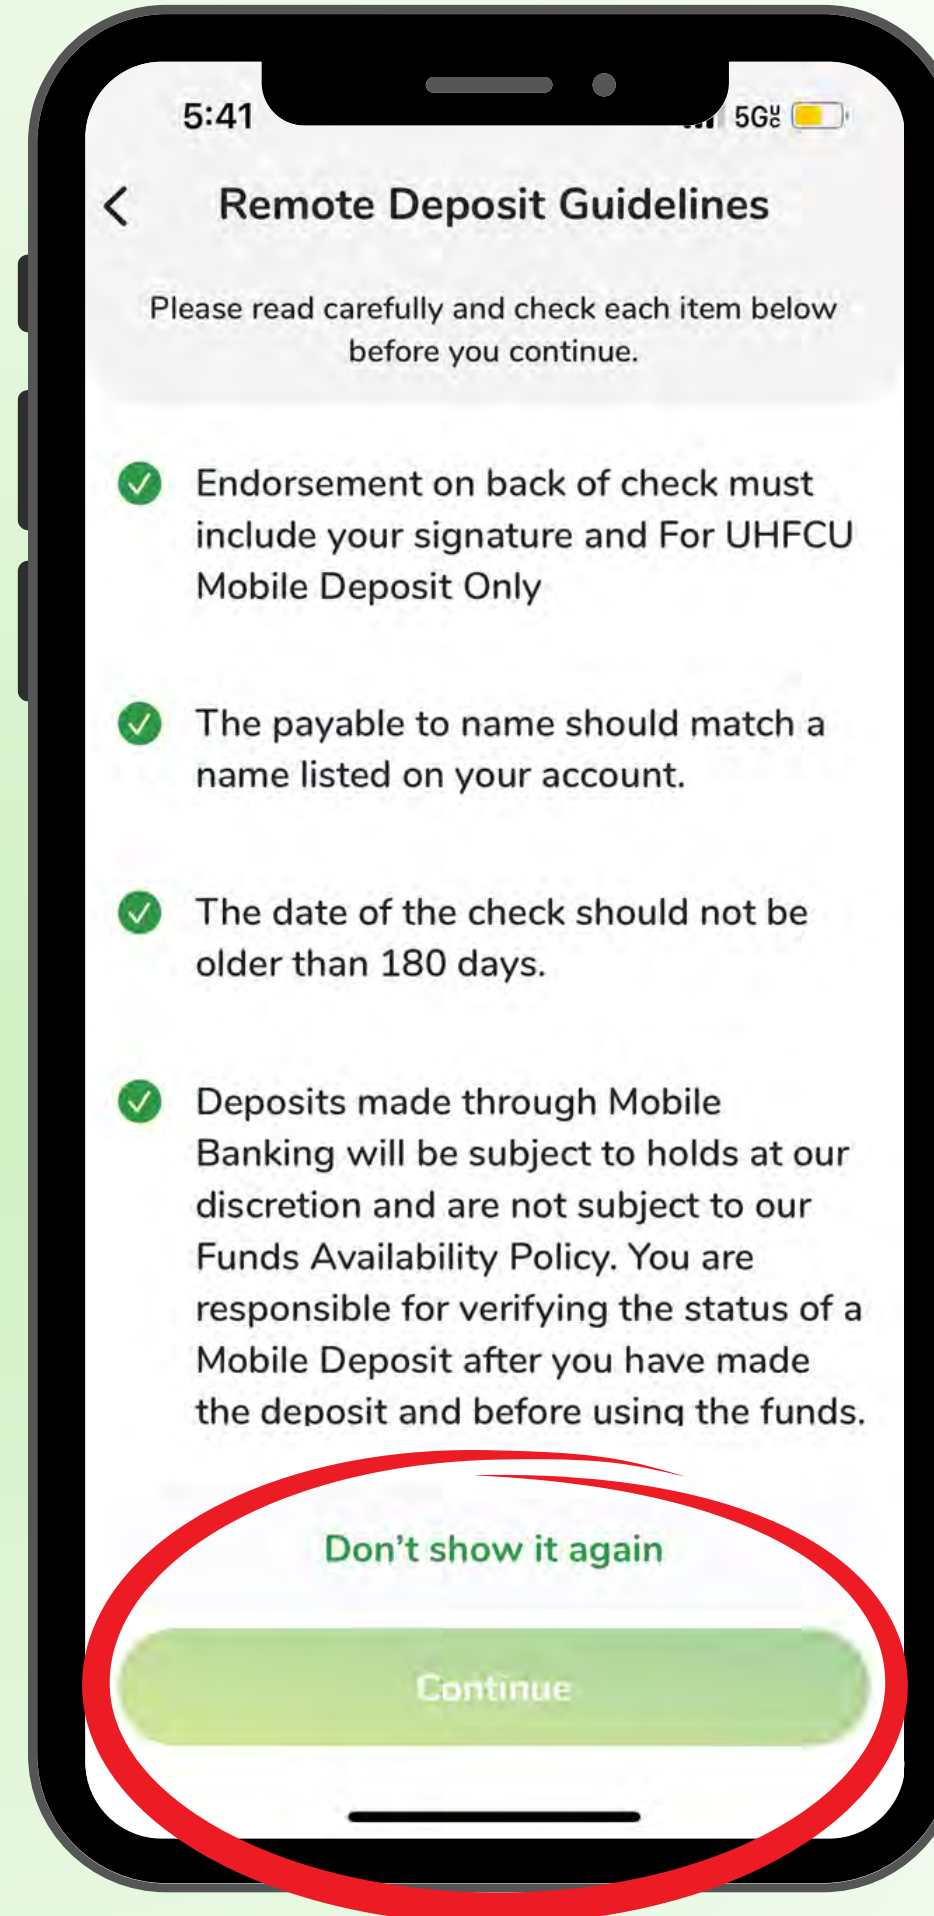 5:41
5G
Remote Deposit Guidelines
Please read carefully and check each item below
before you continue.
Endorsement on back of check must
include your signature and For UHFCU
Mobile Deposit Only
The payable to name should match a
name listed on your account.
The date of the check should not be
older than 180 days.
Deposits made through Mobile
Banking will be subject to holds at our
discretion and are not subject to our
Funds Availability Policy. You are
responsible for verifying the status of a
Mobile Deposit after you have made
the deposit and before using the funds.
Don't show it again
Continue